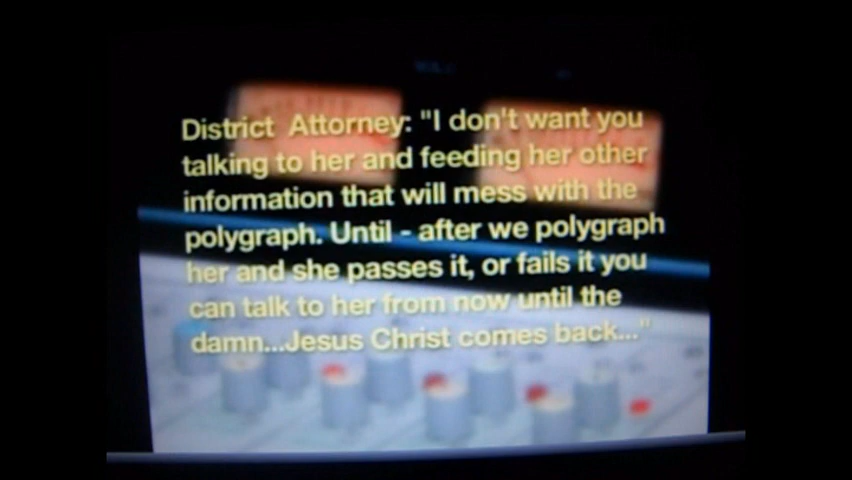 District Attorney: "I don't want you
talking to her and feeding her other
information that will mess with the
polygraph. Until - after we polygraph
her and she passes it, or fails it you
can talk to her from now until the
damn...Jesus Christ comes back..."